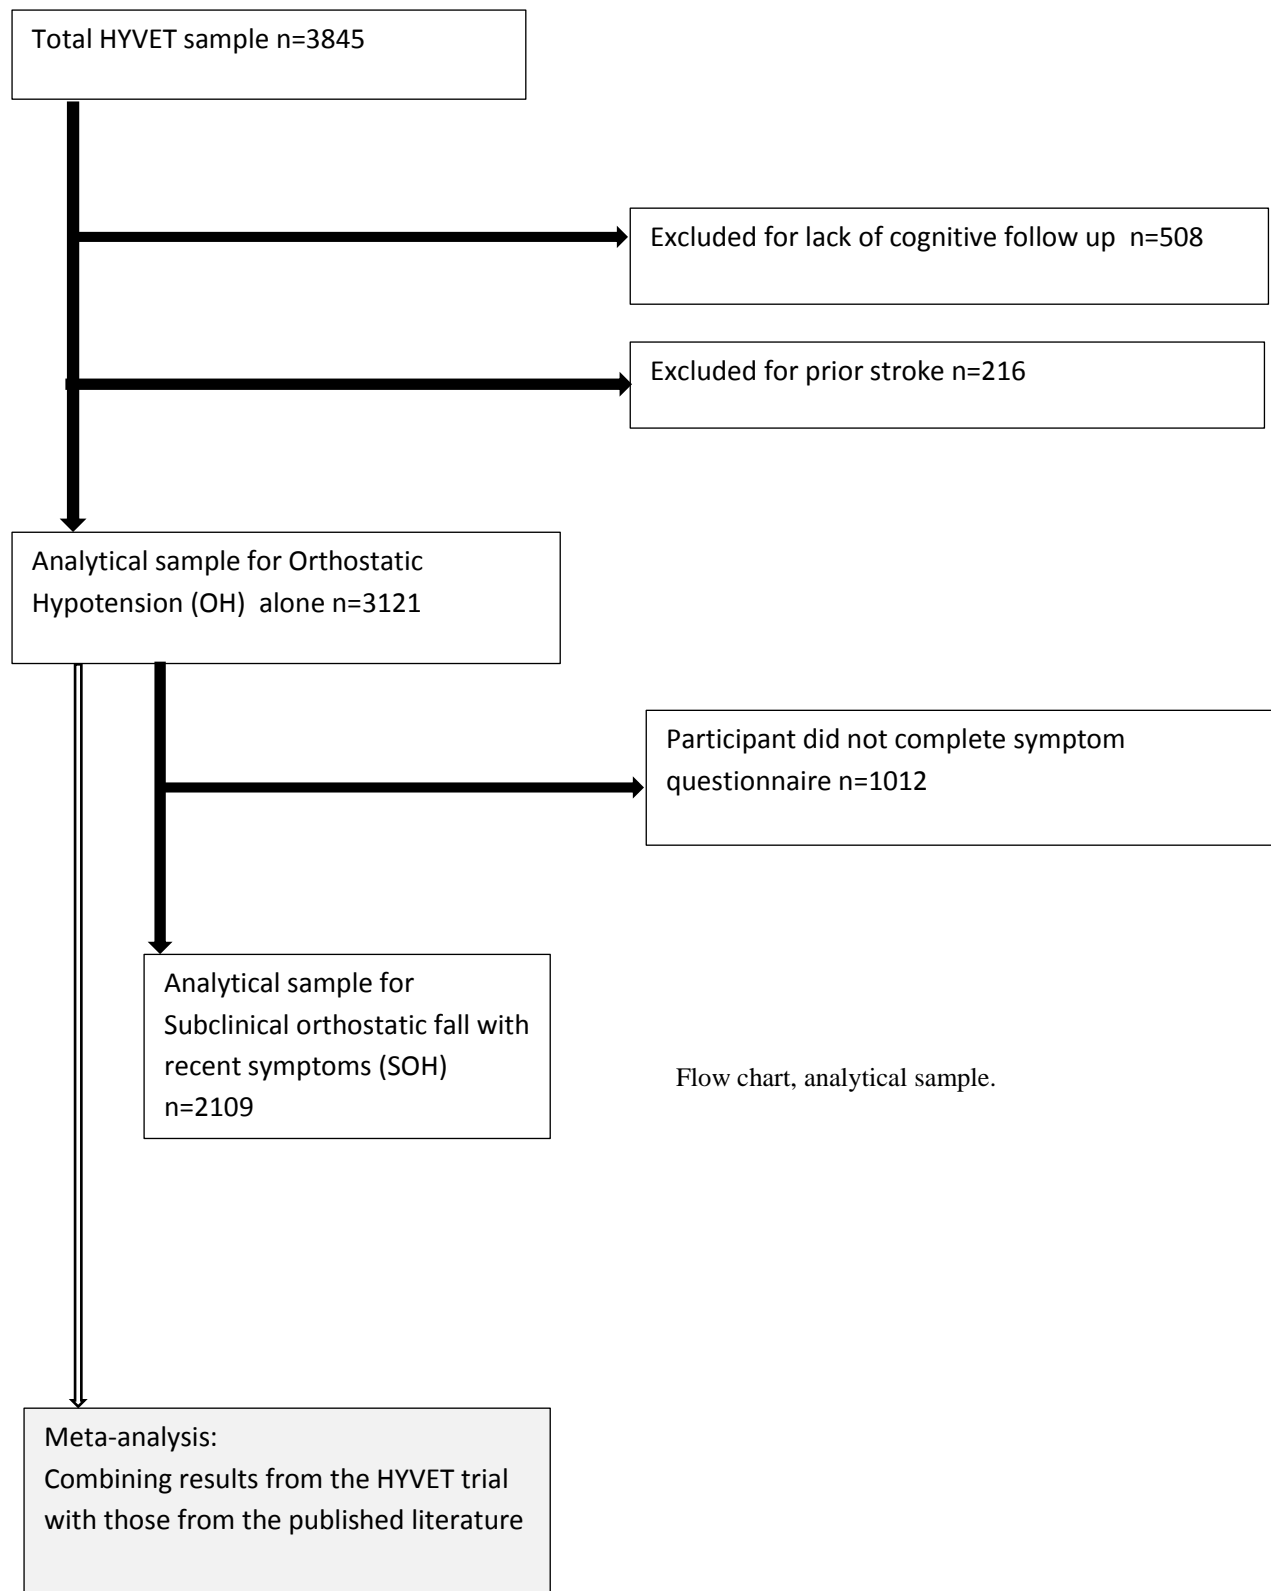 Total HYVET sample n=3845
Excluded for lack of cognitive follow up  n=508
Excluded for prior stroke n=216
Analytical sample for Orthostatic
Hypotension (OH)  alone n=3121
Participant did not complete symptom
questionnaire n=1012
Analytical sample for
Subclinical orthostatic fall with
recent symptoms (SOH)
n=2109
Flow chart, analytical sample.
Meta-analysis:
Combining results from the HYVET trial
with those from the published literature